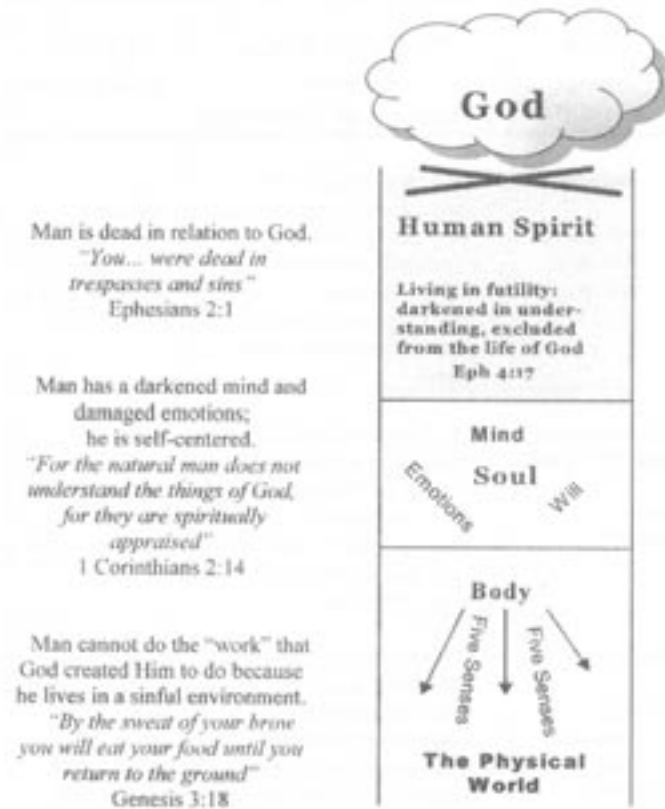 God
Man is dead in relation to God.
"You... were dead in
trespasses and sins"
Ephesians 2:1
Human Spirit
Living in futility:
darkened in under-
standing, excluded
from the life of God
Eph 4:17
Man has a darkened mind and
damaged emotions;
he is self-centered.
"For the natural man does not
understand the things of God,
for they are spiritually
appraised"
1 Corinthians 2:14
Mind
Soul
Emotions
Will
Man cannot do the "work" that
God created Him to do because
he lives in a sinful environment.
"By the sweat of your brow
you will eat your food until you
return to the ground"
Genesis 3:18
Body
Five Senses
Five Senses
The Physical
World